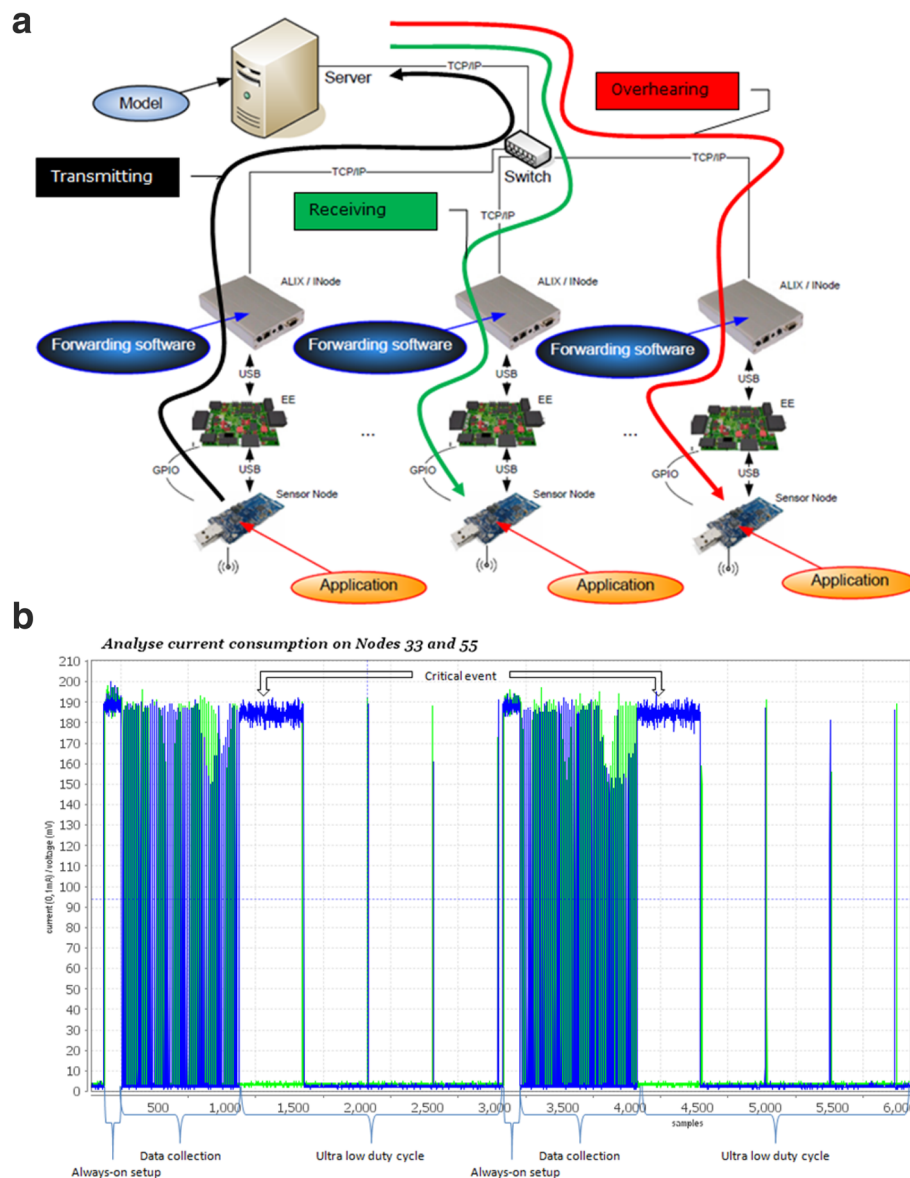 a
TCP/IP
Server
Overhearing
Model
Transmitting
TCP/IP
Switch
TCP/IP
Receiving
TCP/IP
ALIX / INode
ALIX / INode
ALIX / INode
Forwarding software
Forwarding software
Forwarding software
USB
USB
USB
EE
EE
EE
...
...
GPIO
USB
GPIO
USB
GPIO
USB
Sensor Node
Sensor Node
Sensor Node
Application
Application
Application
b
Analyse current consumption on Nodes 33 and 55
Critical event
210
200
190
180
170
160
150
140
130
120
110
100
90
80
70
60
50
40
30
20
10
0
current (0,1mA) / voltage (mV)
500
1,000
1,500
2,000
2,500
3,000
3,500
4,000
4,500
5,000
5,500
6,0
samples
Data collection
Ultra low duty cycle
Data collection
Ultra low duty cycle
Always-on setup
Always-on setup